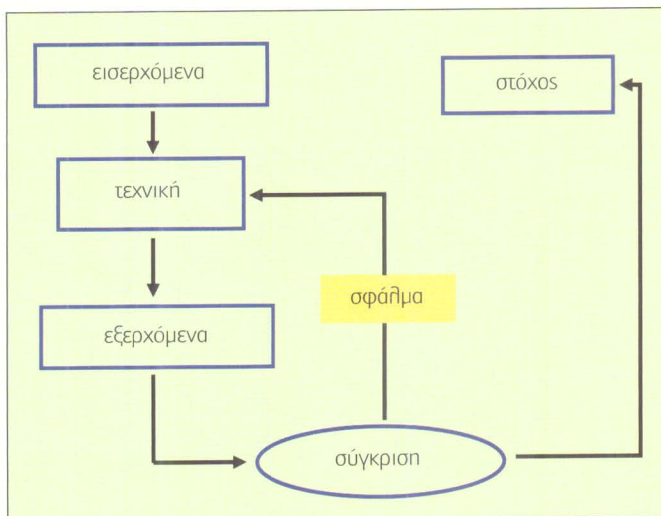 εισερχόμενα
στόχος
τεχνική
σφάλμα
εξερχόμενα
σύγκριση